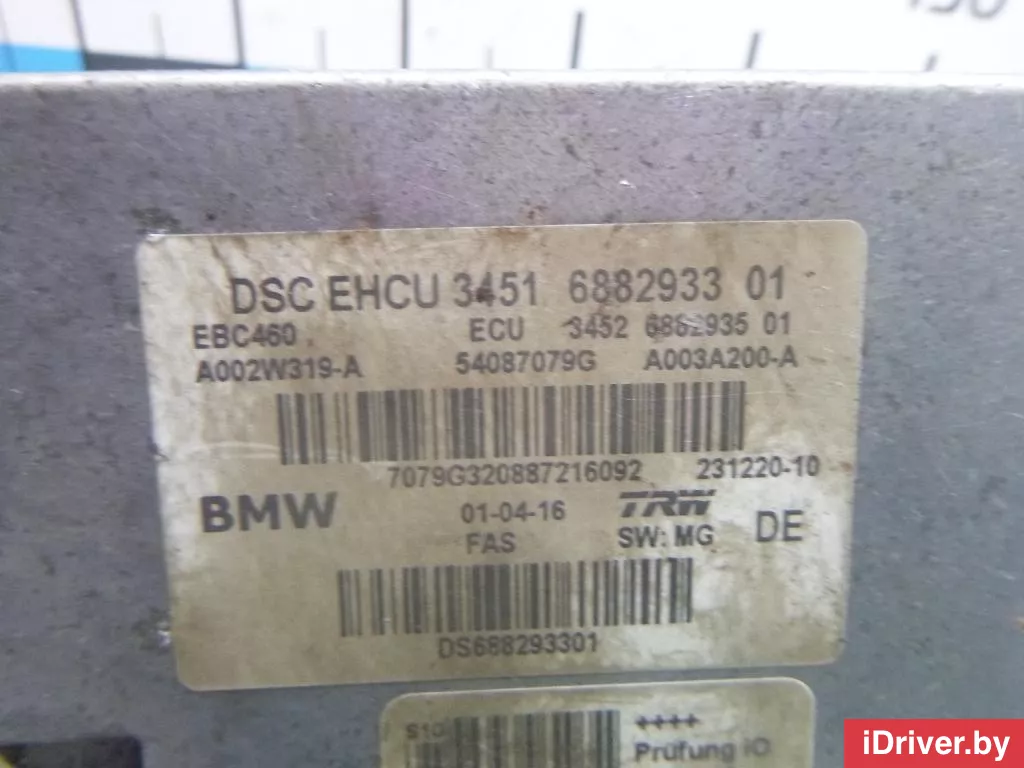 DSC EHCU 3451 6882933 01
EBC460 ECU 3452 6882935 01
A002W319-A 54087079G A003A200-A
7079G320887216092 231220-10
BMW 01-04-16 TRW
FAS SW: MG DE
DS688293301
++++
Prüfung iO
iDriver.by